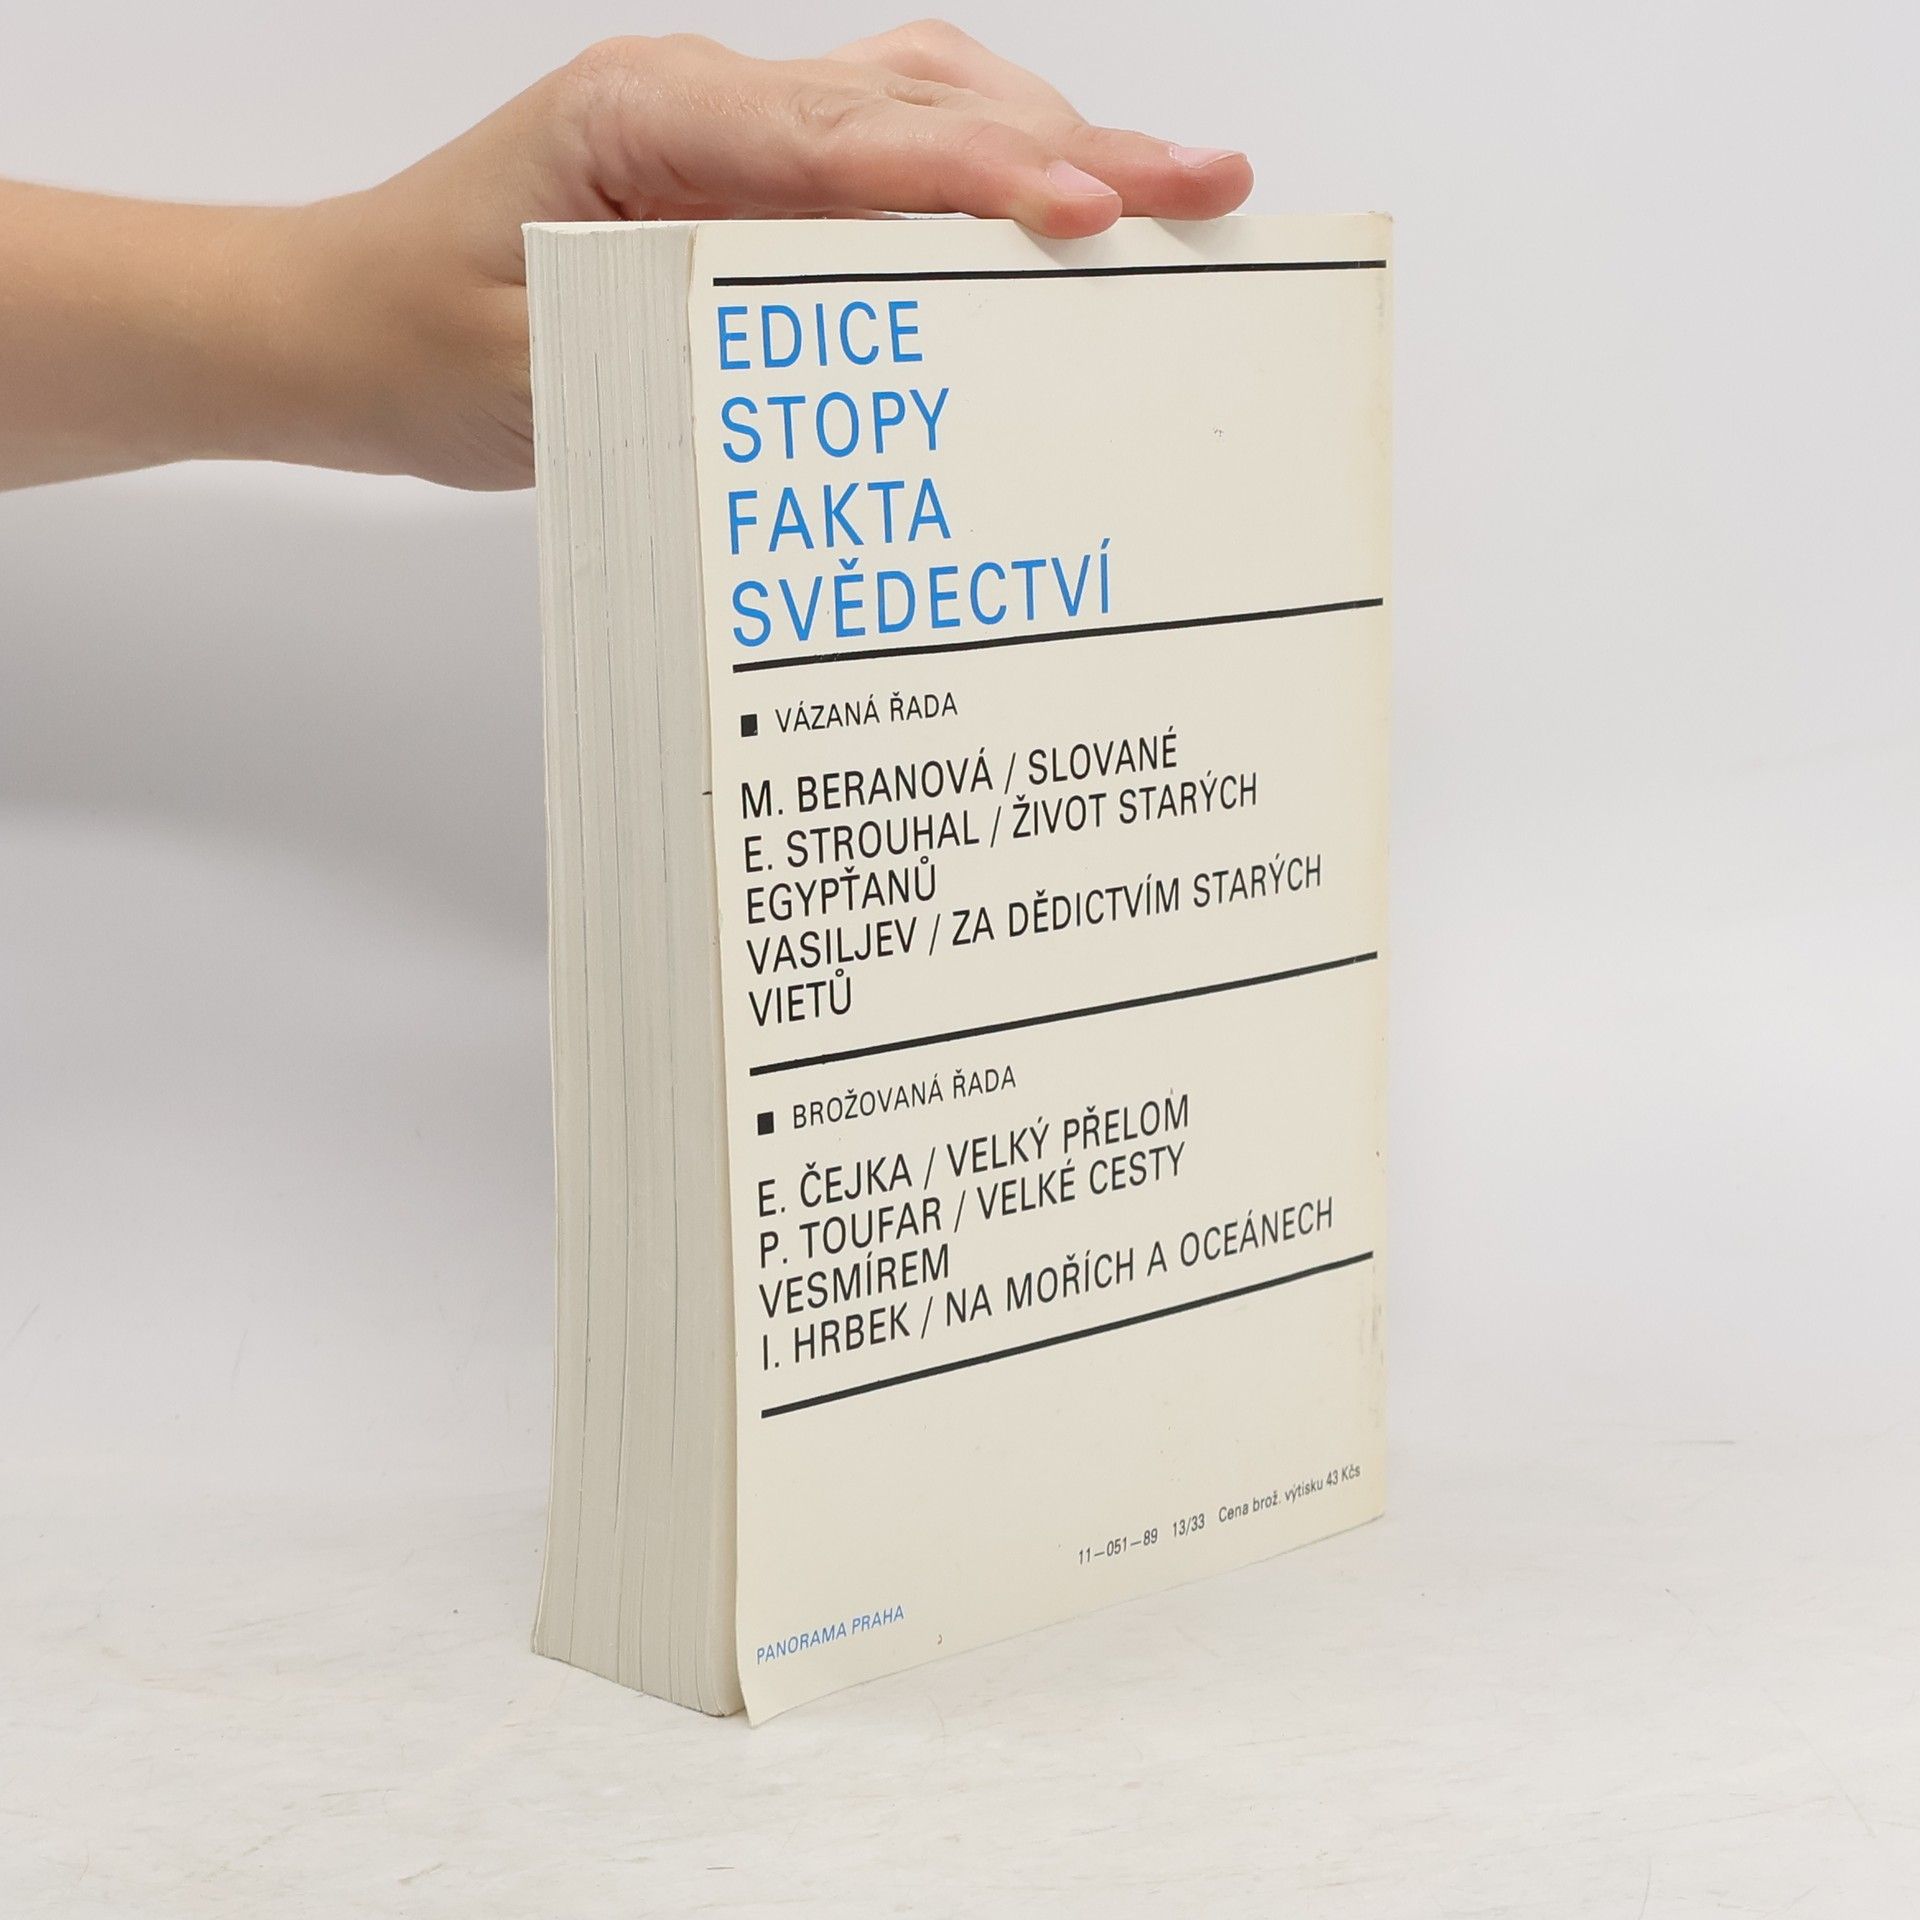 EDICE
STOPY
FAKTA
SVĚDECTVÍ
■ VÁZANÁ ŘADA
M. BERANOVÁ / SLOVANÉ
E. STROUHAL / ŽIVOT STARÝCH
EGYPŤANŮ
VASILJEV / ZA DĚDICTVÍM STARÝCH
VIETŮ
■ BROŽOVANÁ ŘADA
E. ČEJKA / VELKÝ PŘELOM
P. TOUFAR / VELKÉ CESTY
VESMÍREM
I. HRBEK / NA MOŘÍCH A OCEÁNECH
11—051—89 13/33 Cena brož. výtisku 43 Kčs
PANORAMA PRAHA